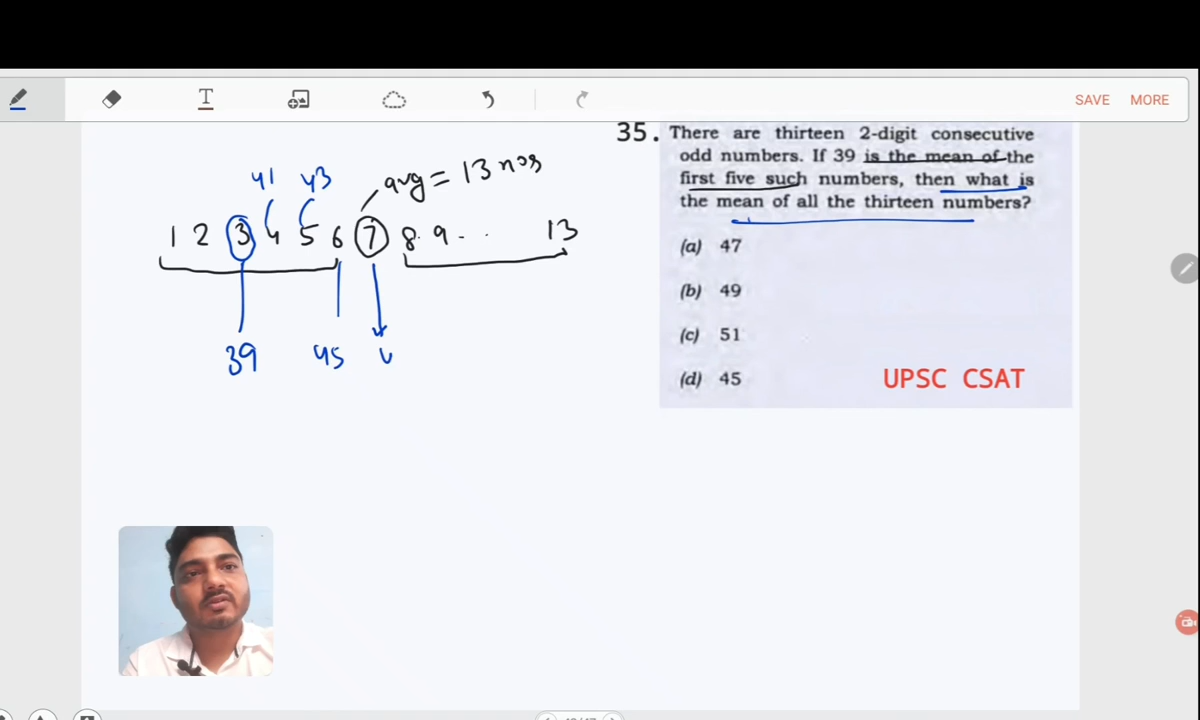 T
SAVE MORE
35. There are thirteen 2-digit consecutive
odd numbers. If 39 is the mean of the
first five such numbers, then what is
the mean of all the thirteen numbers?
(a) 47
(b) 49
(c) 51
(d) 45
UPSC CSAT
41 43 avg = 13 nos
1 2 3 4 5 6 7 8. 9. . . 13
39 45